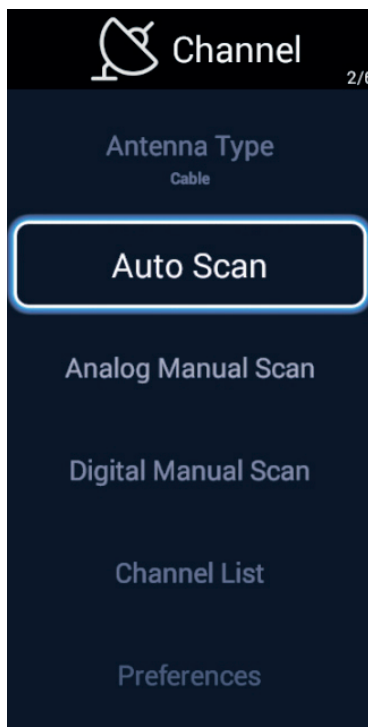 Channel
2/6
Antenna Type
Cable
Auto Scan
Analog Manual Scan
Digital Manual Scan
Channel List
Preferences